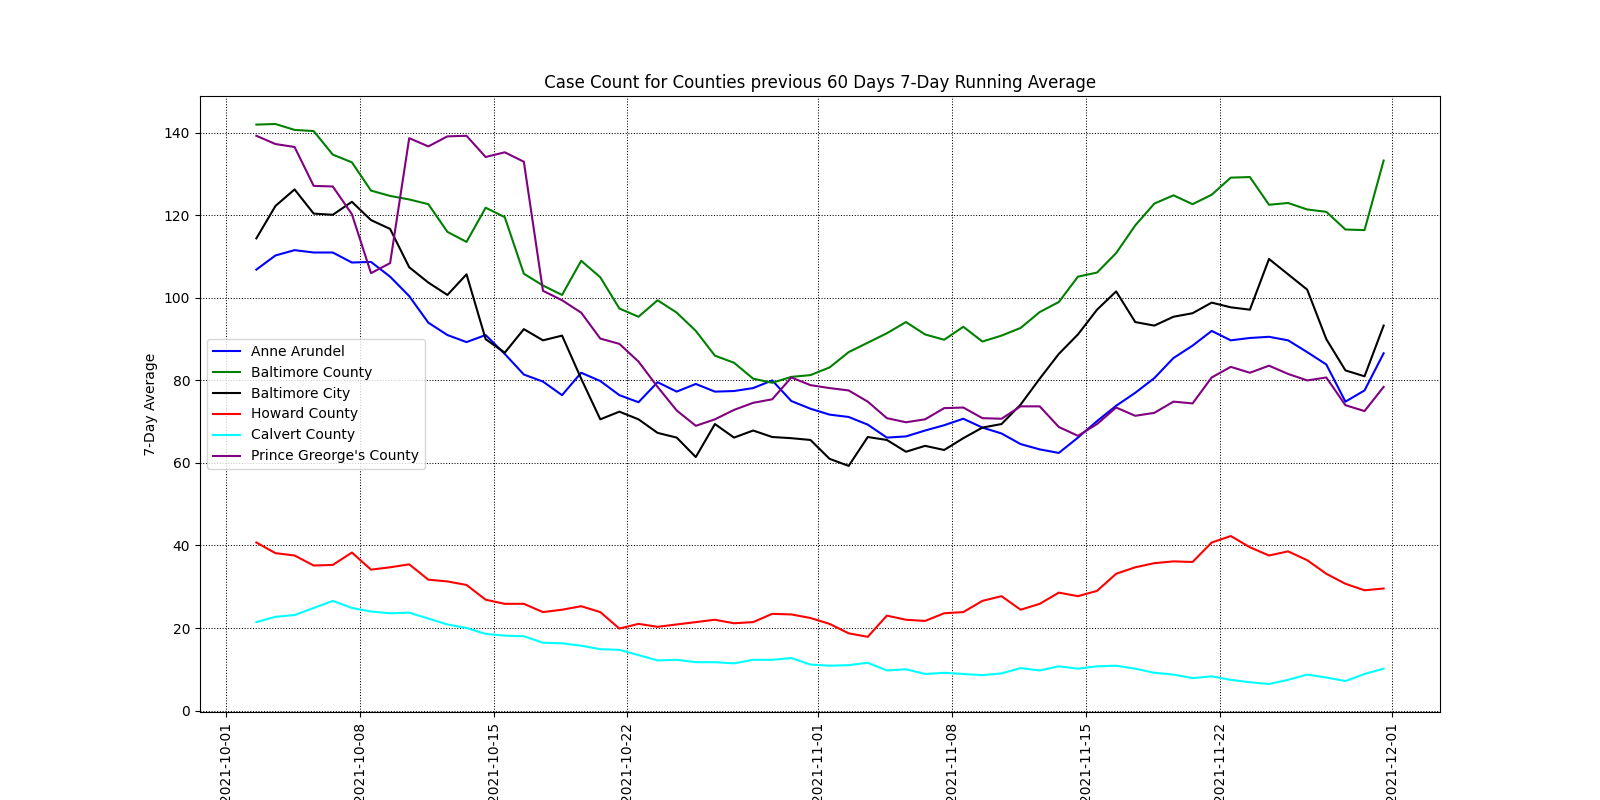 Case Count for Counties previous 60 Days 7-Day Running Average
7-Day Average
140
120
100
80
60
40
20
0
Anne Arundel
Baltimore County
Baltimore City
Howard County
Calvert County
Prince Greorge's County
2021-10-01
2021-10-08
2021-10-15
2021-10-22
2021-11-01
2021-11-08
2021-11-15
2021-11-22
2021-12-01